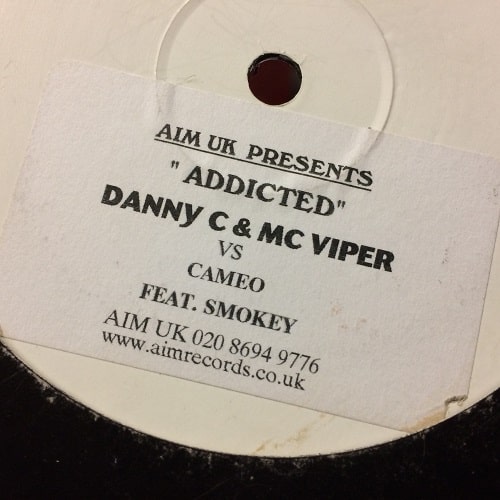 AIM UK PRESENTS
"ADDICTED"
DANNY C & MC VIPER
VS
CAMEO
FEAT. SMOKEY
AIM UK 020 8694 9776
www.aimrecords.co.uk